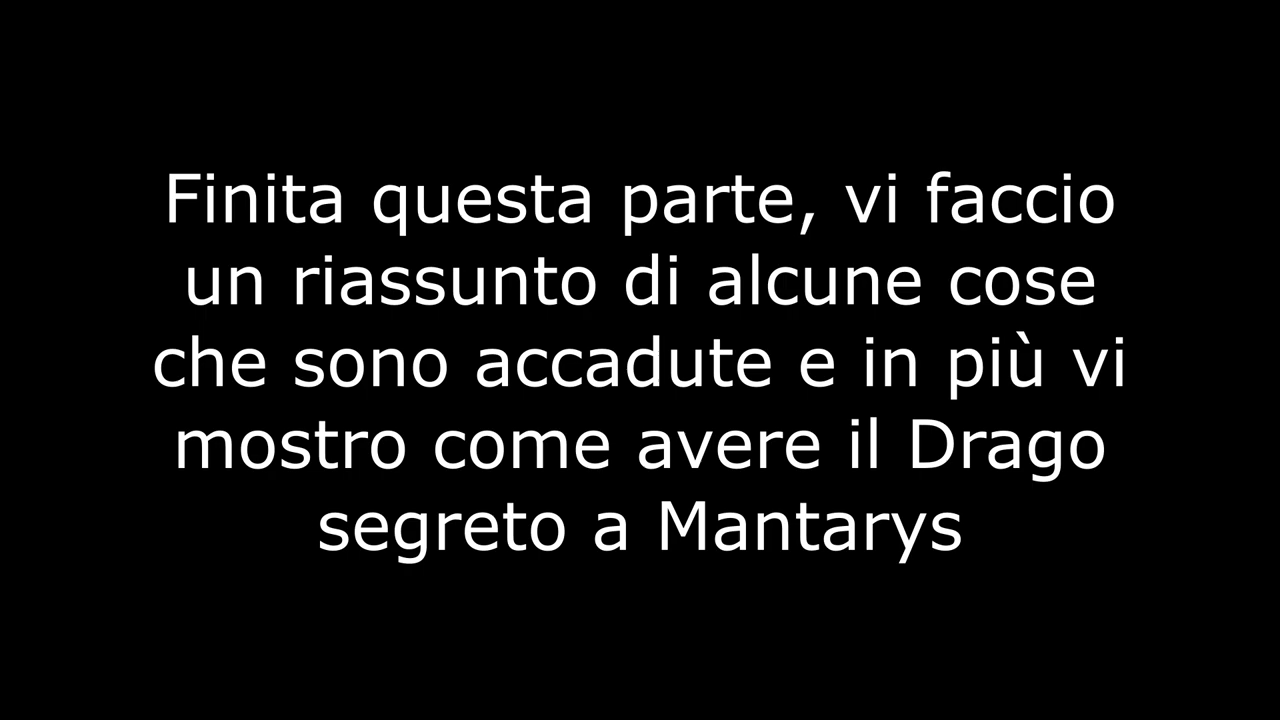 Finita questa parte, vi faccio
un riassunto di alcune cose
che sono accadute e in più vi
mostro come avere il Drago
segreto a Mantarys